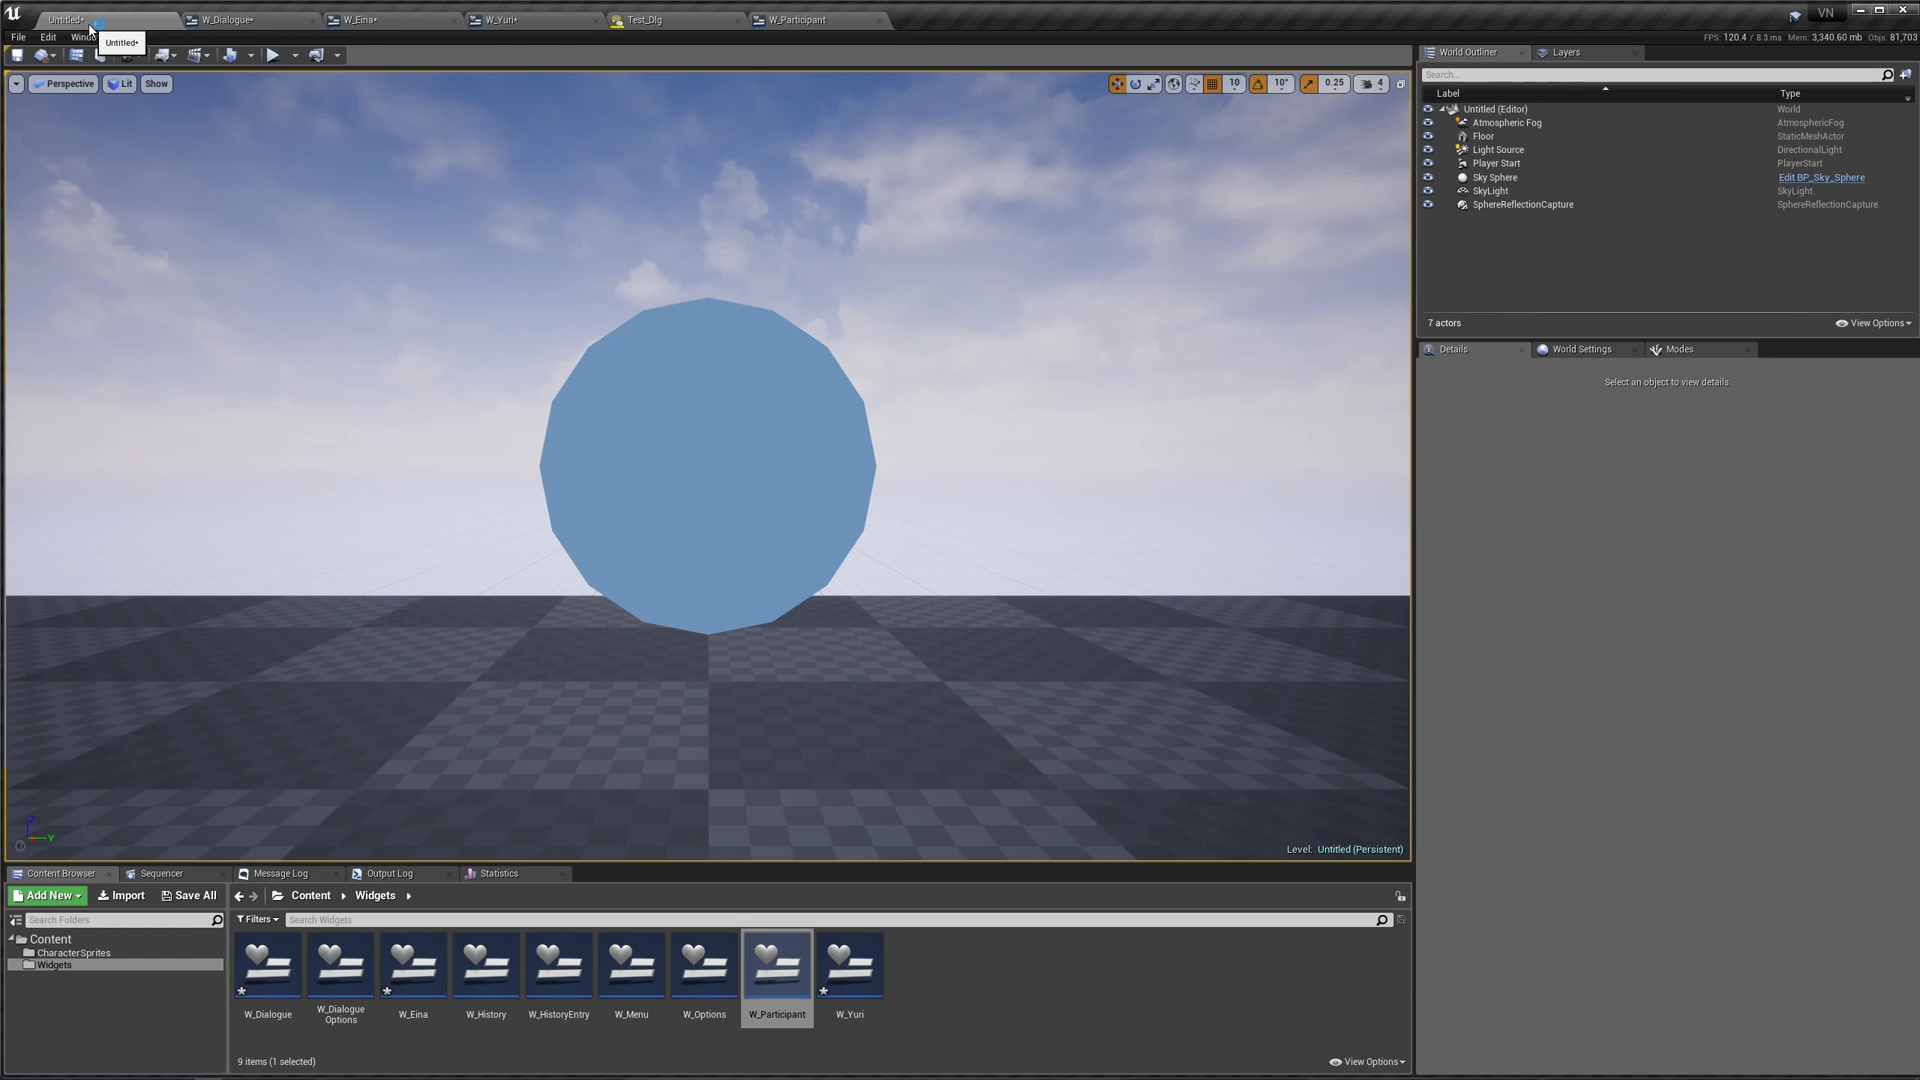 Untitled*
W_Dialogue*
W_Eina*
W_Yuri*
Test_Dlg
W_Participant
VN
File
Edit
Windo
Untitled*
FPS: 120.4 / 8.3 ms  Mem: 3,340.60 mb  Objs: 81,703
Perspective
Lit
Show
10
10°
0.25
4
World Outliner
Layers
Search...
Label
Type
Untitled (Editor)
World
Atmospheric Fog
AtmosphericFog
Floor
StaticMeshActor
Light Source
DirectionalLight
Player Start
PlayerStart
Sky Sphere
Edit BP_Sky_Sphere
SkyLight
SkyLight
SphereReflectionCapture
SphereReflectionCapture
7 actors
View Options
Details
World Settings
Modes
Select an object to view details.
Z
Y
Level: Untitled (Persistent)
Content Browser
Sequencer
Message Log
Output Log
Statistics
Add New
Import
Save All
Content
Widgets
Search Folders
Filters
Search Widgets
Content
CharacterSprites
Widgets
W_Dialogue
W_Dialogue
Options
W_Eina
W_History
W_HistoryEntry
W_Menu
W_Options
W_Participant
W_Yuri
9 items (1 selected)
View Options